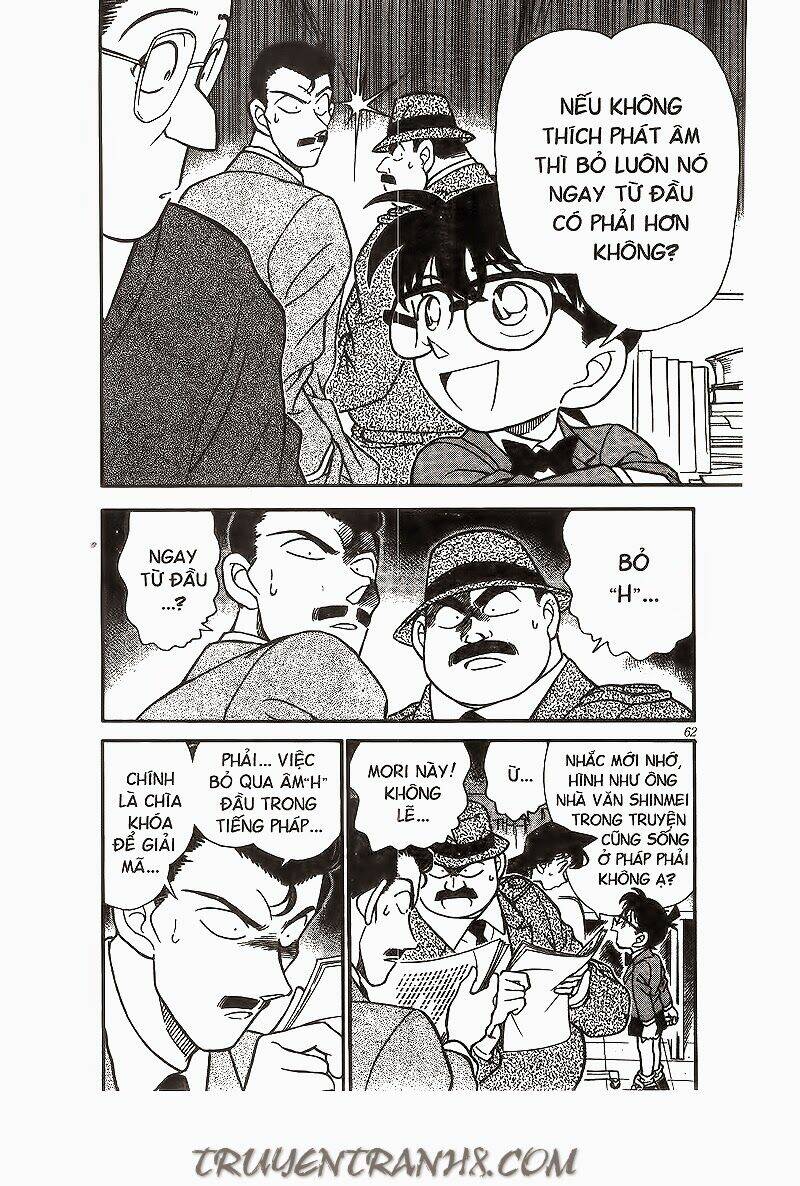 NẾU KHÔNG
THÍCH PHÁT ÂM
THÌ BỎ LUÔN NÓ
NGAY TỪ ĐẦU
CÓ PHẢI HƠN
KHÔNG?
NGAY
TỪ ĐẦU
...?
BỎ
“H”...
62
CHÍNH
LÀ CHÌA
KHÓA
ĐỂ GIẢI
MÃ...
PHẢI... VIỆC
BỎ QUA ÂM“H”
ĐẦU TRONG
TIẾNG PHÁP...
MORI NÀY!
KHÔNG
LẼ...
Ừ...
NHẮC MỚI NHỚ,
HÌNH NHƯ ÔNG
NHÀ VĂN SHINMEI
TRONG TRUYỆN
CŨNG SỐNG
Ở PHÁP PHẢI
KHÔNG Ạ?
TRUYENTRANH8.COM